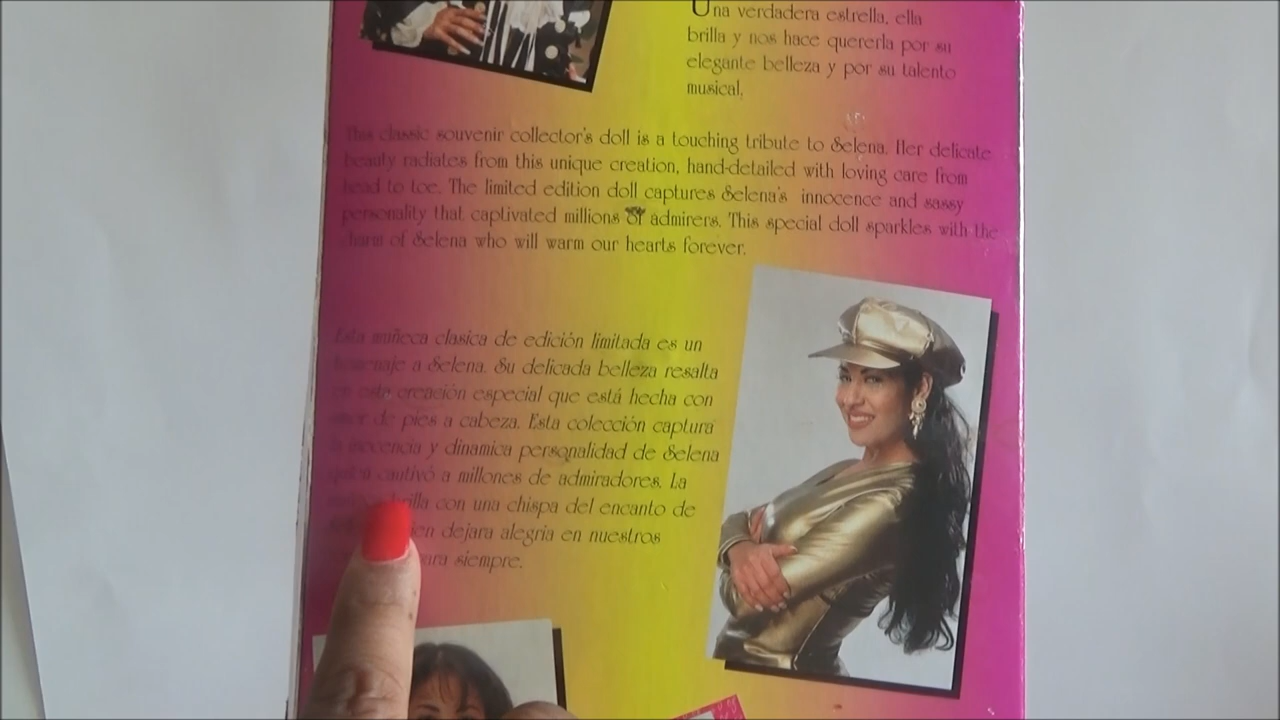 Una verdadera estrella, ella
brilla y nos hace quererla por su
elegante belleza y por su talento
musical.
This classic souvenir collector's doll is a touching tribute to Selena. Her delicate
beauty radiates from this unique creation, hand-detailed with loving care from
head to toe. The limited edition doll captures Selena's innocence and sassy
personality that captivated millions of admirers. This special doll sparkles with the
charm of Selena who will warm our hearts forever.
Esta muñeca clasica de edición limitada es un
homenaje a Selena. Su delicada belleza resalta
en esta creación especial que está hecha con
amor de pies a cabeza. Esta colección captura
la inocencia y dinamica personalidad de Selena
quien cautivó a millones de admiradores. La
brilla con una chispa del encanto de
dejara alegria en nuestros
para siempre.